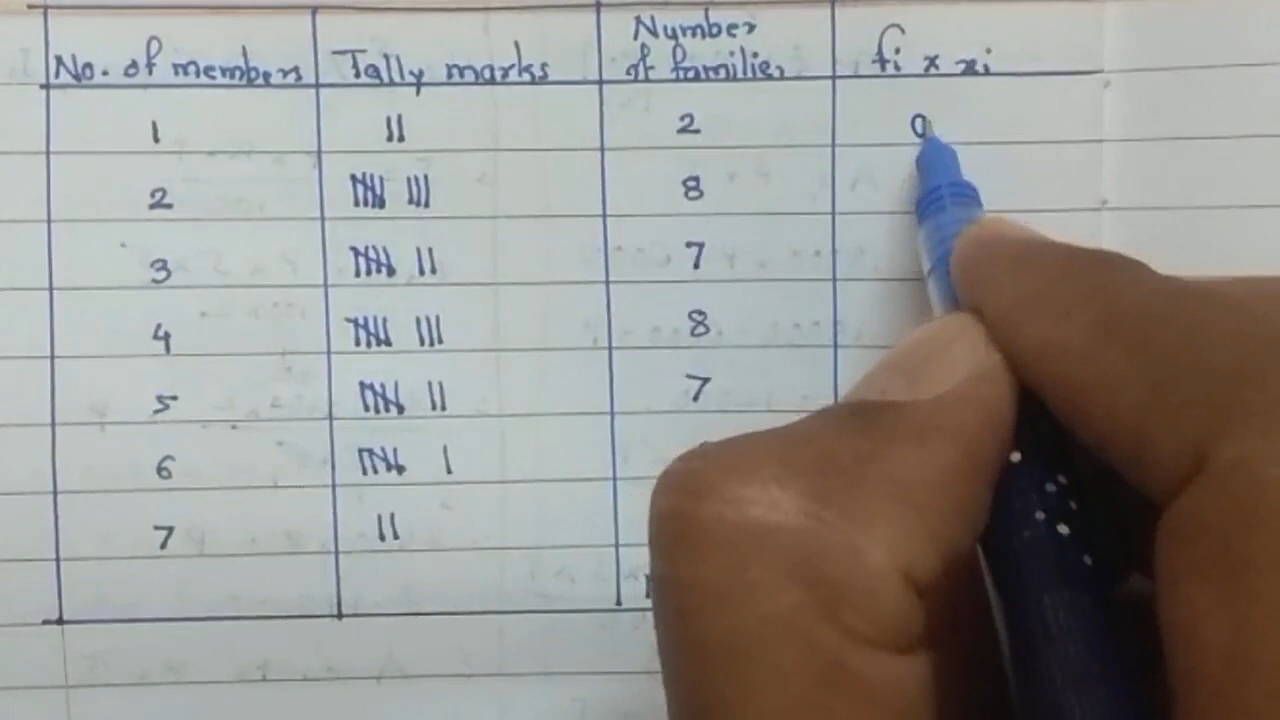 No. of members Tally marks Number of families fi x xi
1 || 2 0
2 |||| ||| 8
3 |||| || 7
4 |||| ||| 8
5 |||| || 7
6 |||| |
7 ||